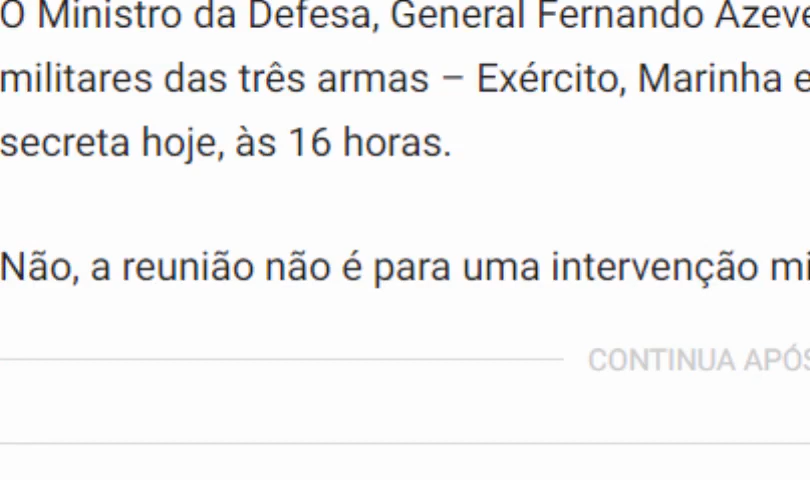 O Ministro da Defesa, General Fernando
militares das três armas – Exército, Marinha e
secreta hoje, às 16 horas.
Não, a reunião não é para uma intervenção
CONTINUA